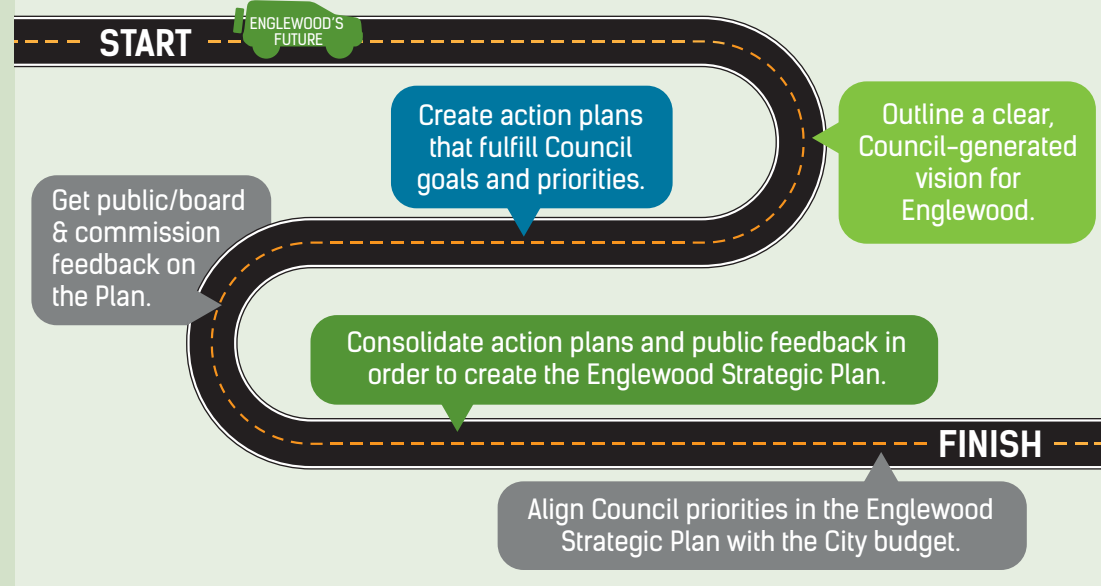 START
ENGLEWOOD'S
FUTURE
Outline a clear,
Council-generated
vision for
Englewood.
Create action plans
that fulfill Council
goals and priorities.
Get public/board
& commission
feedback on
the Plan.
Consolidate action plans and public feedback in
order to create the Englewood Strategic Plan.
Align Council priorities in the Englewood
Strategic Plan with the City budget.
FINISH